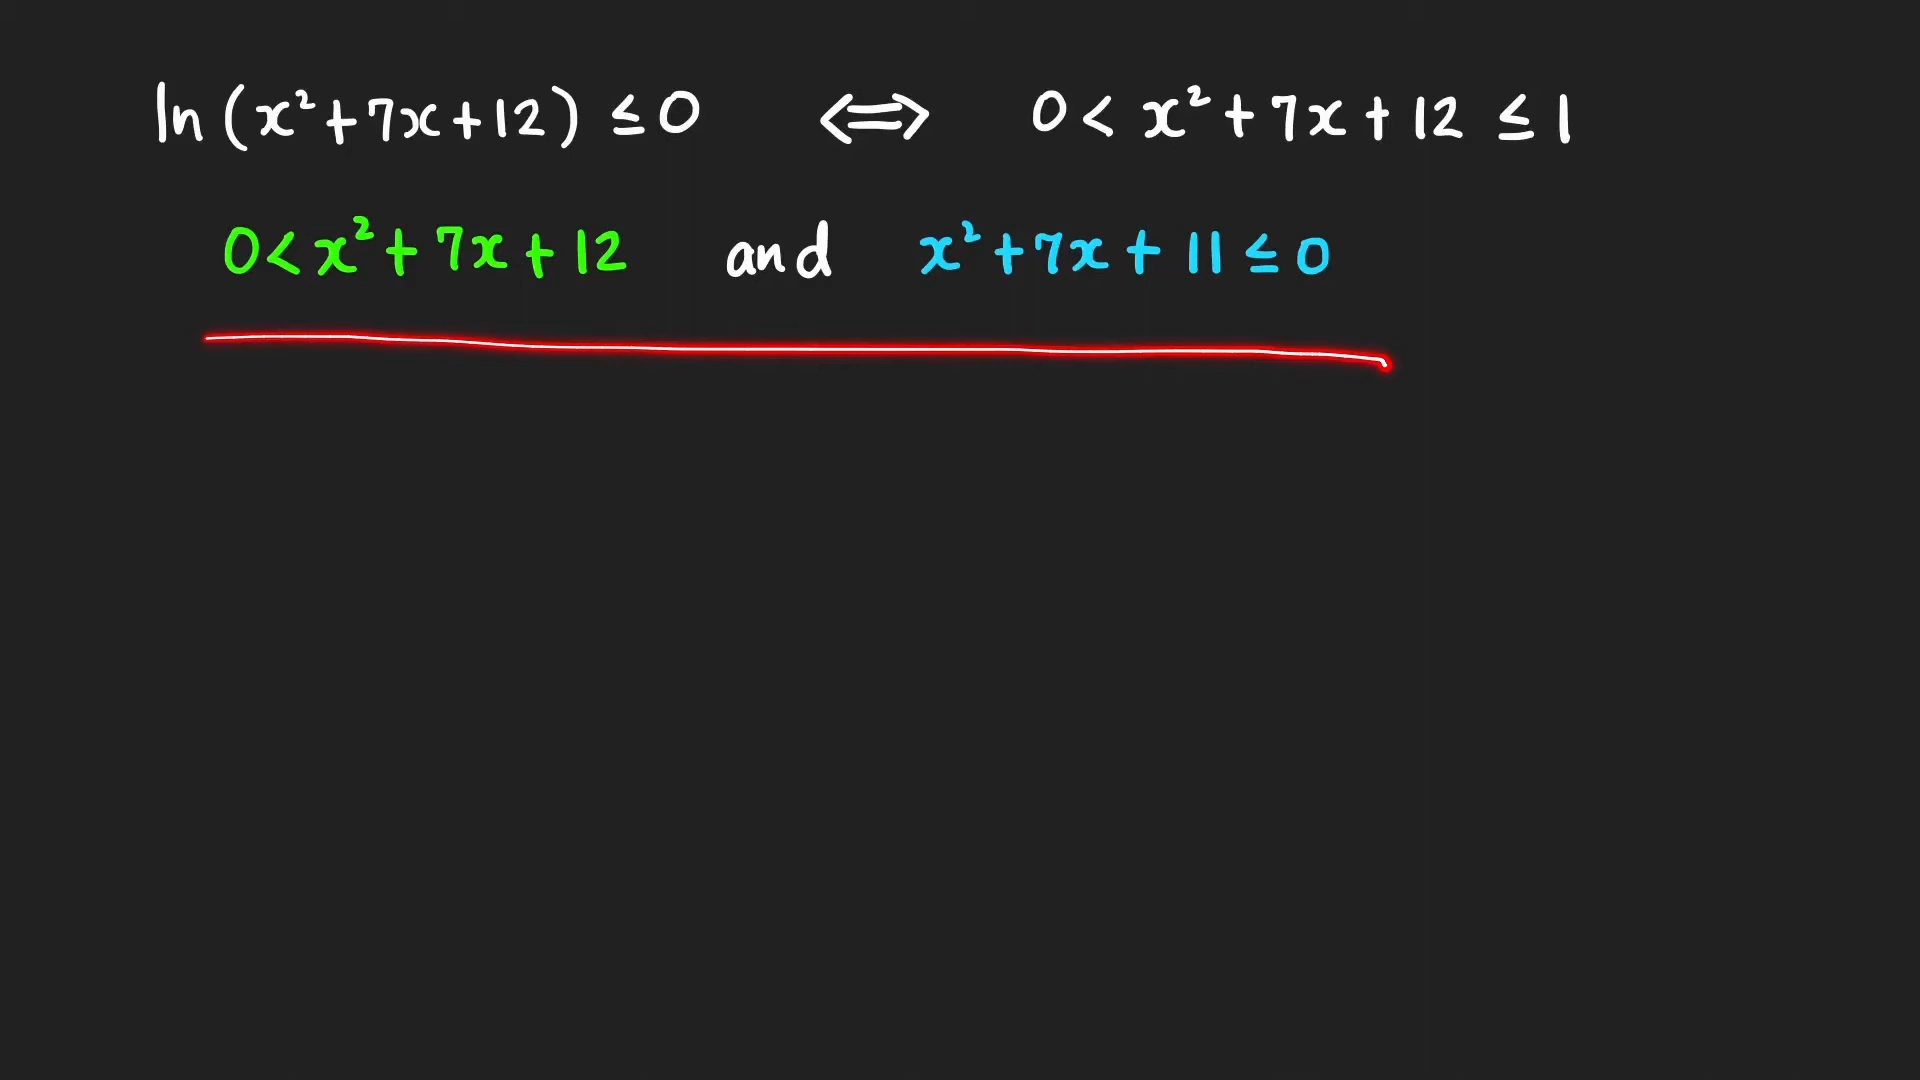 ln(x²+7x+12) ≤ 0 ⟺ 0 < x²+7x+12 ≤ 1
0 < x²+7x+12 and x²+7x+11 ≤ 0